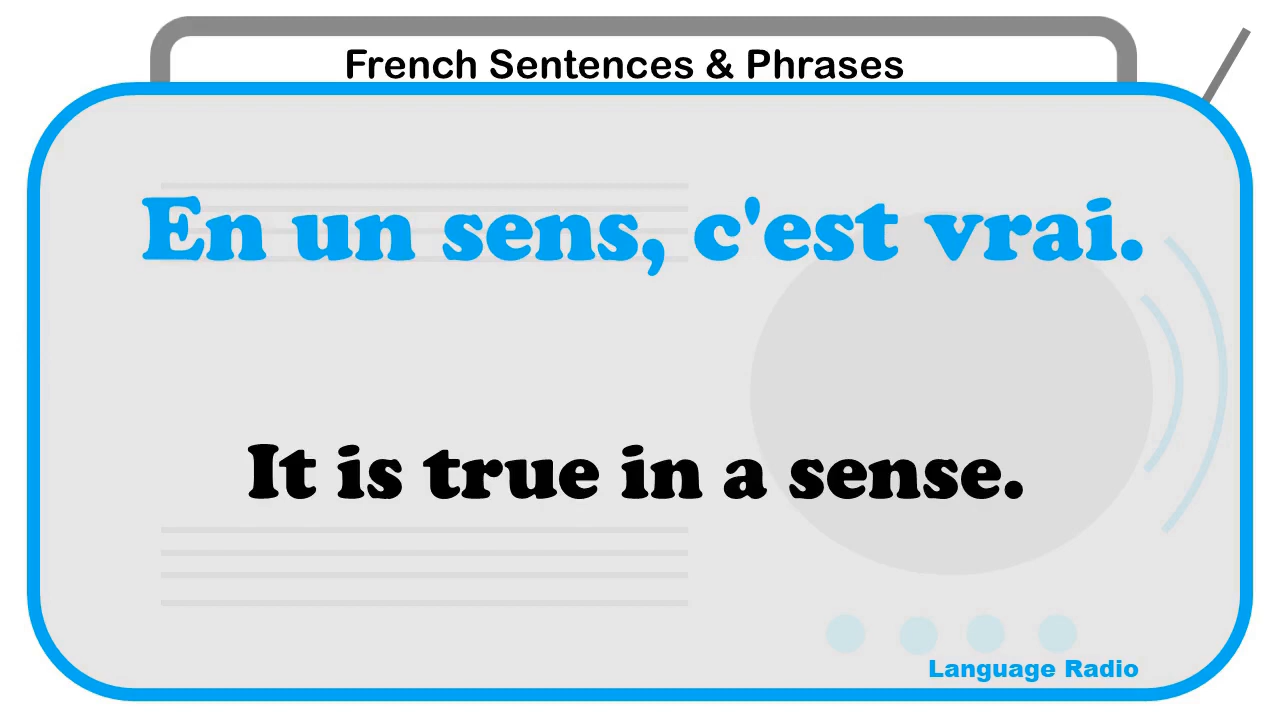 French Sentences & Phrases
En un sens, c'est vrai.
It is true in a sense.
Language Radio